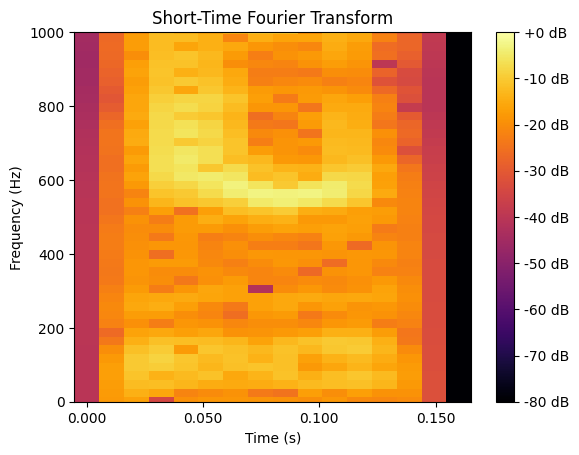 Short-Time Fourier Transform
1000
800
600
400
200
0
Frequency (Hz)
0.000
0.050
0.100
0.150
Time (s)
+0 dB
-10 dB
-20 dB
-30 dB
-40 dB
-50 dB
-60 dB
-70 dB
-80 dB